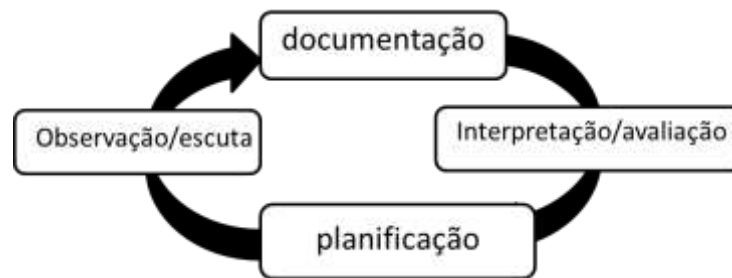 documentação
Observação/escuta
Interpretação/avaliação
planificação